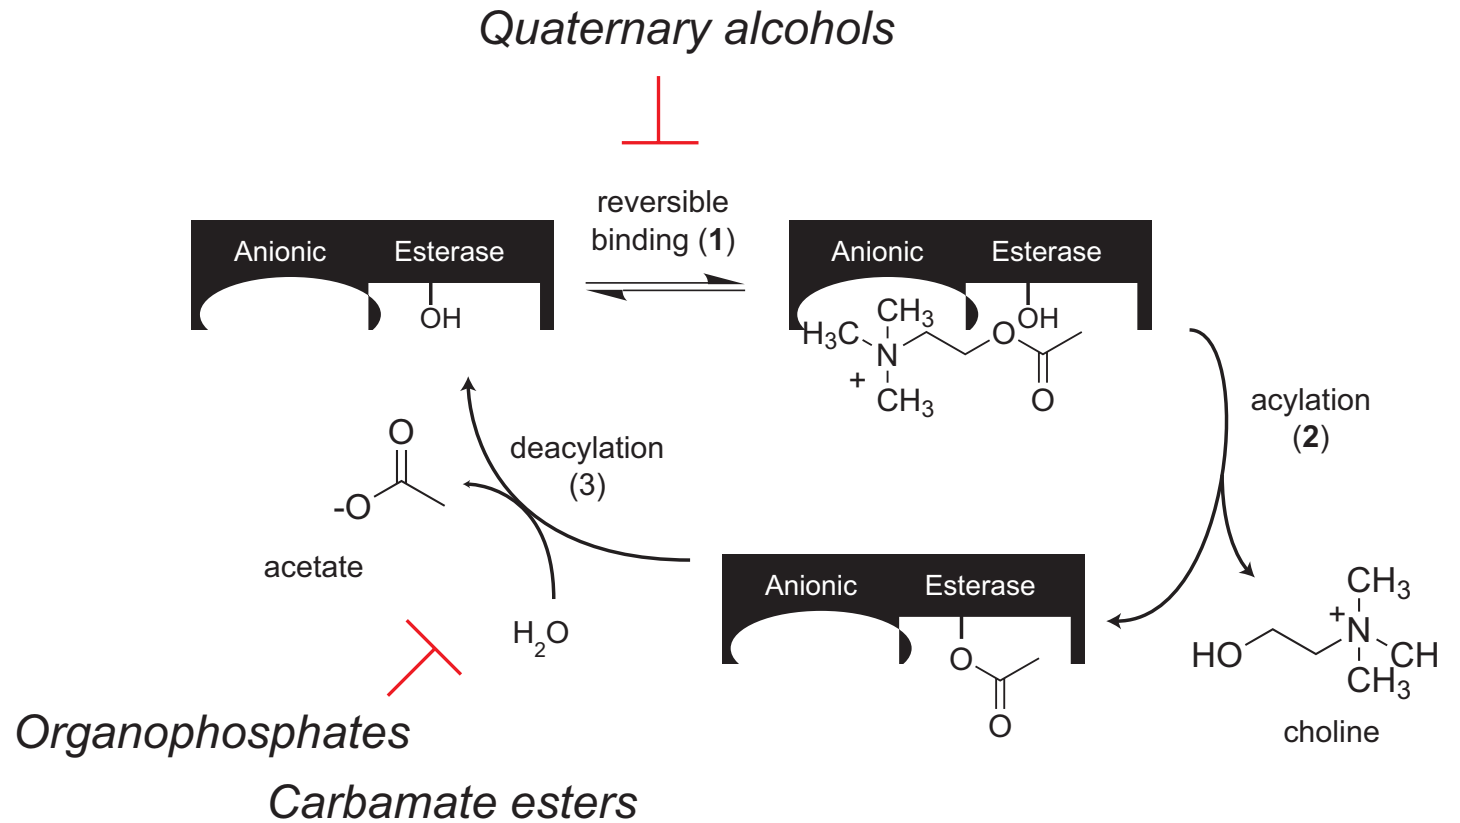 Quaternary alcohols
reversible
binding (1)
Anionic Esterase
OH
Anionic Esterase
OH
CH3
H3C
N
+
CH3
O
O
acylation
(2)
deacylation
(3)
O
-O
acetate
H2O
Anionic Esterase
O
O
CH3
+
N
HO
CH
CH3
choline
Organophosphates
Carbamate esters